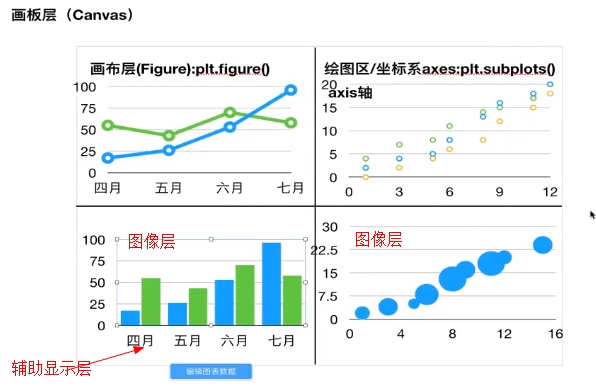 画板层（Canvas）
画布层(Figure):plt.figure()
100
75
50
25
0
四月 五月 六月 七月
绘图区/坐标系axes:plt.subplots()
20
axis轴
15
10
5
0
0 3 6 9 12
图像层
100
75
50
25
0
四月 五月 六月 七月
辅助显示层
编辑图表数据
图像层
30
22.5
15
7.5
0
0 4 8 12 16